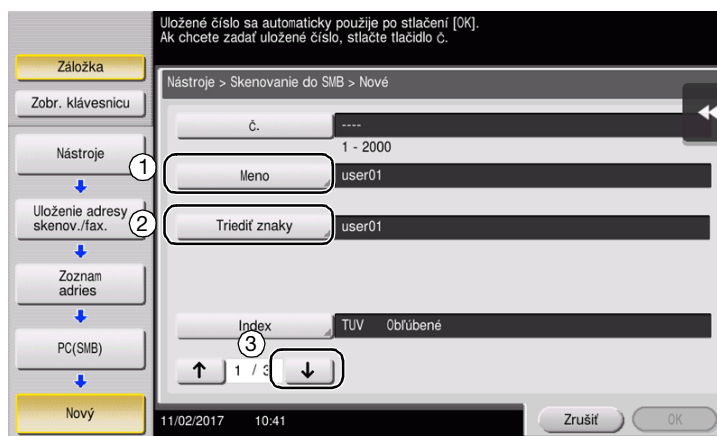 Uložené číslo sa automaticky použije po stlačení [OK].
Ak chcete zadať uložené číslo, stlačte tlačidlo č.
Záložka
Zobr. klávesnicu
Nástroje > Skenovanie do SMB > Nové
č.
----
1 - 2000
Nástroje
1
Meno
user01
Uloženie adresy
skenov./fax.
2
Triediť znaky
user01
Zoznam
adries
Index
TUV Obľúbené
3
PC(SMB)
↑ 1 / 3 ↓
Nový
11/02/2017 10:41
Zrušiť
OK